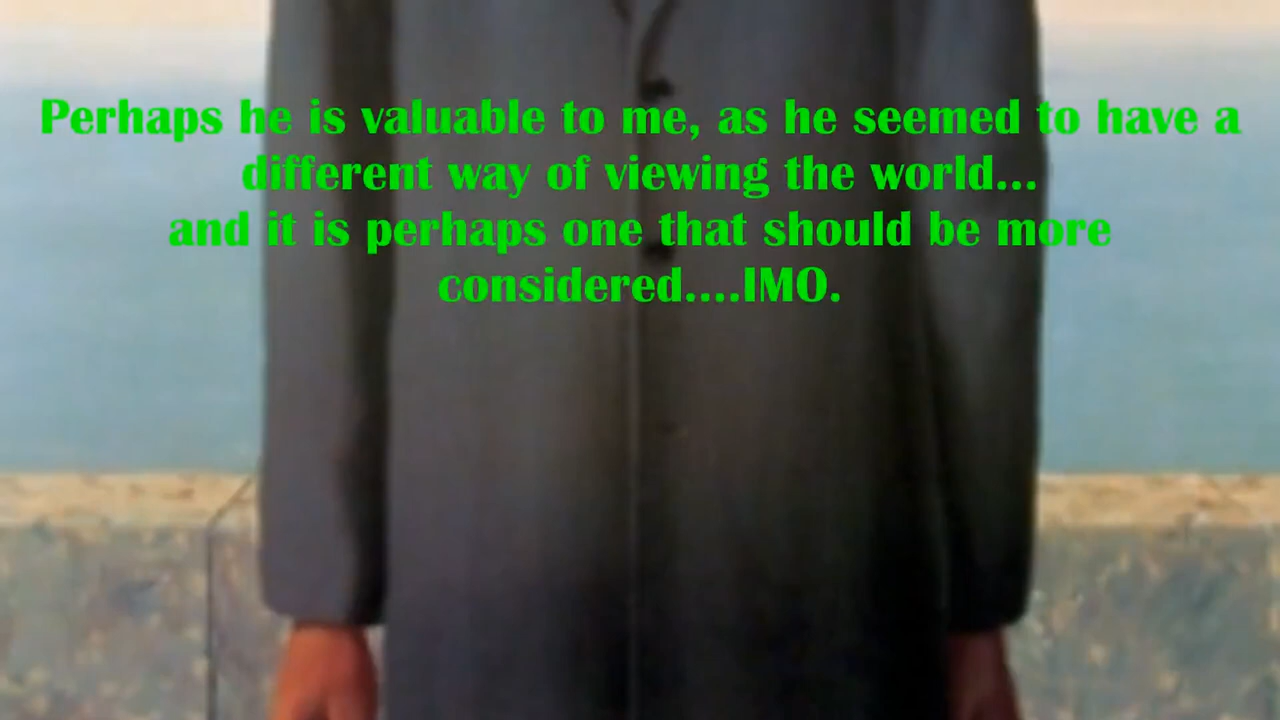 Perhaps he is valuable to me, as he seemed to have a
different way of viewing the world...
and it is perhaps one that should be more
considered....IMO.